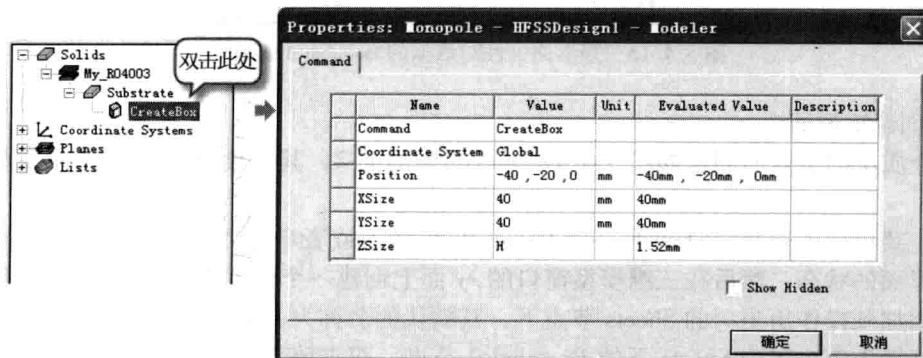 Solids
My_RO4003
Substrate
CreateBox
Coordinate Systems
Planes
Lists
双击此处
Properties: Monopole - HFSSDesign1 - Modeler
Command
Name Value Unit Evaluated Value Description
Command CreateBox
Coordinate System Global
Position -40 ,-20 ,0 mm -40mm , -20mm , 0mm
XSize 40 mm 40mm
YSize 40 mm 40mm
ZSize H 1.52mm
Show Hidden
确定 取消